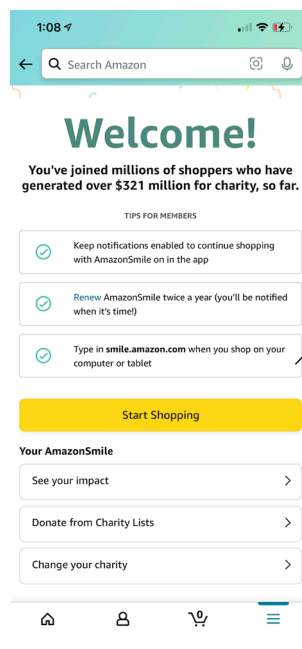 1:08
Search Amazon
Welcome!
You've joined millions of shoppers who have
generated over $321 million for charity, so far.
TIPS FOR MEMBERS
Keep notifications enabled to continue shopping
with AmazonSmile on in the app
Renew AmazonSmile twice a year (you'll be notified
when it's time!)
Type in smile.amazon.com when you shop on your
computer or tablet
Start Shopping
Your AmazonSmile
See your impact
Donate from Charity Lists
Change your charity
0